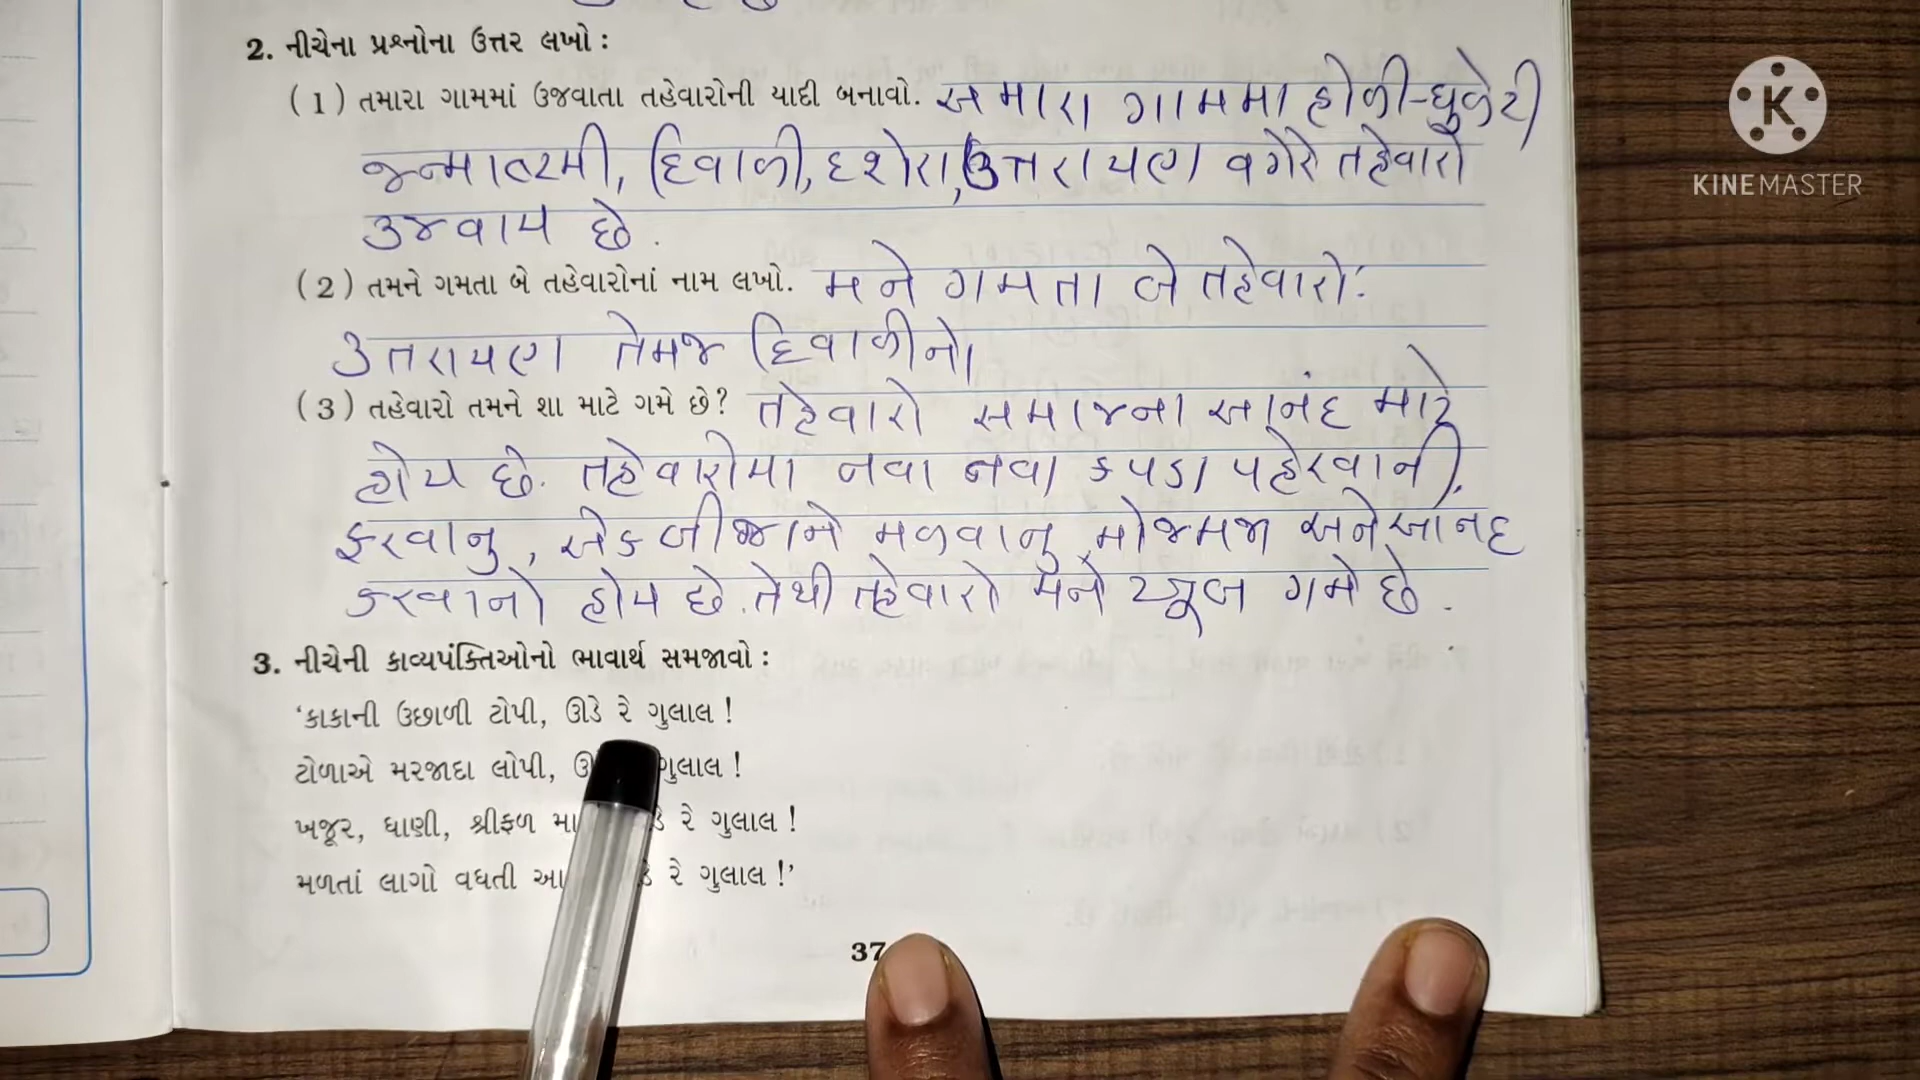 2. નીચેના પ્રશ્નોના ઉત્તર લખો :
(1) તમારા ગામમાં ઉજવાતા તહેવારોની યાદી બનાવો. અમારા ગામમા હોળી-ધુળેટી
જન્માષ્ટમી, દિવાળી, દશેરા, ઉત્તરાયણ વગેરે તહેવારો
ઉજવાય છે.
(2) તમને ગમતા બે તહેવારોનાં નામ લખો. મને ગમતા બે તહેવારો:
ઉત્તરાયણ તેમજ દિવાળીનો
(3) તહેવારો તમને શા માટે ગમે છે? તહેવારો સમાજના આનંદ માટે
હોય છે. તહેવારોમા નવા નવા કપડા પહેરવાની,
ફરવાનુ, એકબીજાને મળવાનુ, મોજમજા અને આનંદ
કરવાનો હોય છે. તેથી તહેવારો મને ખૂબ ગમે છે.
3. નીચેની કાવ્યપંક્તિઓનો ભાવાર્થ સમજાવો :
‘કાકાની ઉછાળી ટોપી, ઊડે રે ગુલાલ !
ટોળાએ મરજાદા લોપી, ગુલાલ !
ખજૂર, ધાણી, શ્રીફળ રે ગુલાલ !
મળતાં લાગો વધતી રે ગુલાલ !’
37
K
KINEMASTER